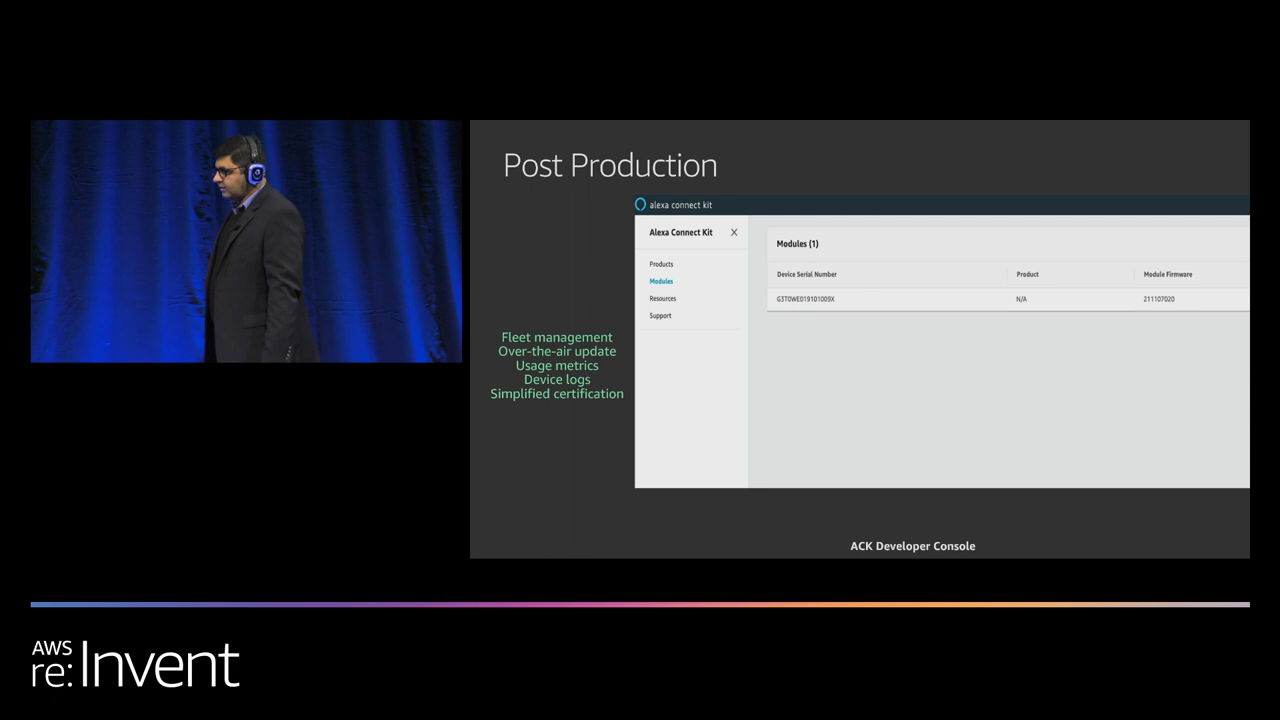 Post Production
alexa connect kit
Alexa Connect Kit X
Products
Modules
Resources
Support
Modules (1)
Device Serial Number Product Module Firmware
G3T0WE019101009X N/A 211107020
Fleet management
Over-the-air update
Usage metrics
Device logs
Simplified certification
ACK Developer Console
AWS
re:Invent